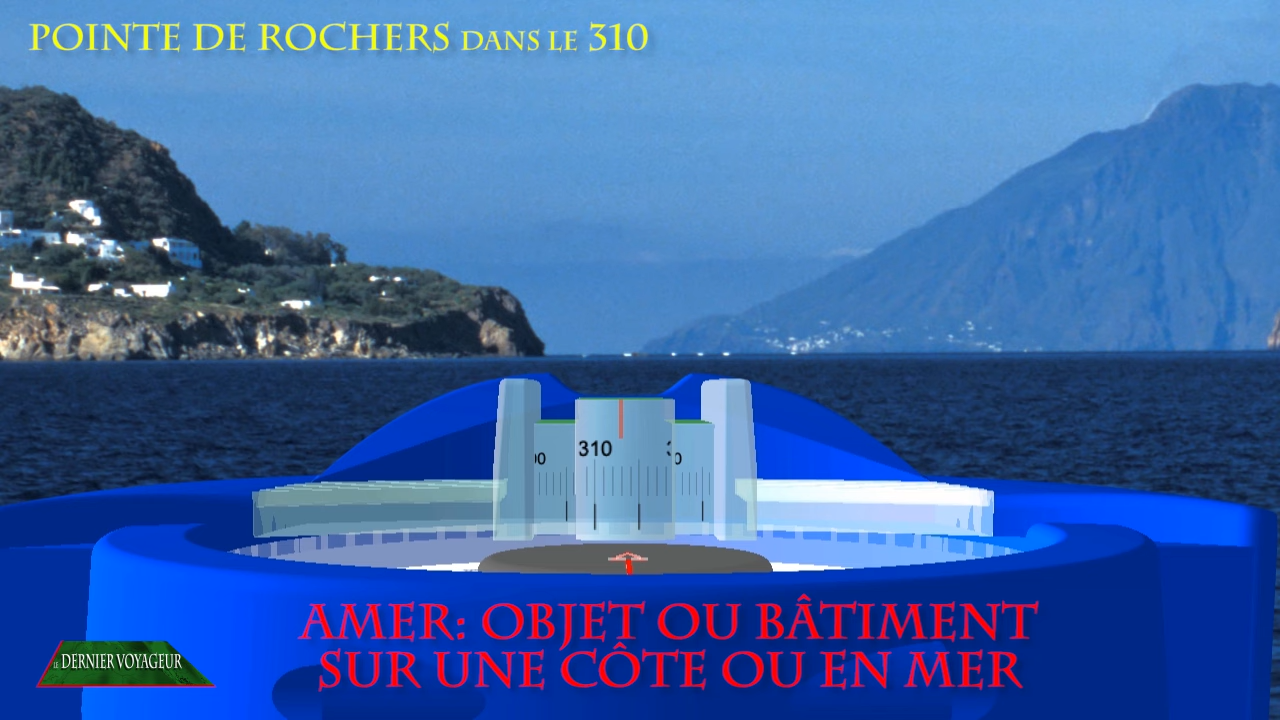 POINTE DE ROCHERS DANS LE 310
310
AMER: OBJET OU BÂTIMENT
SUR UNE CÔTE OU EN MER
LE DERNIER VOYAGEUR